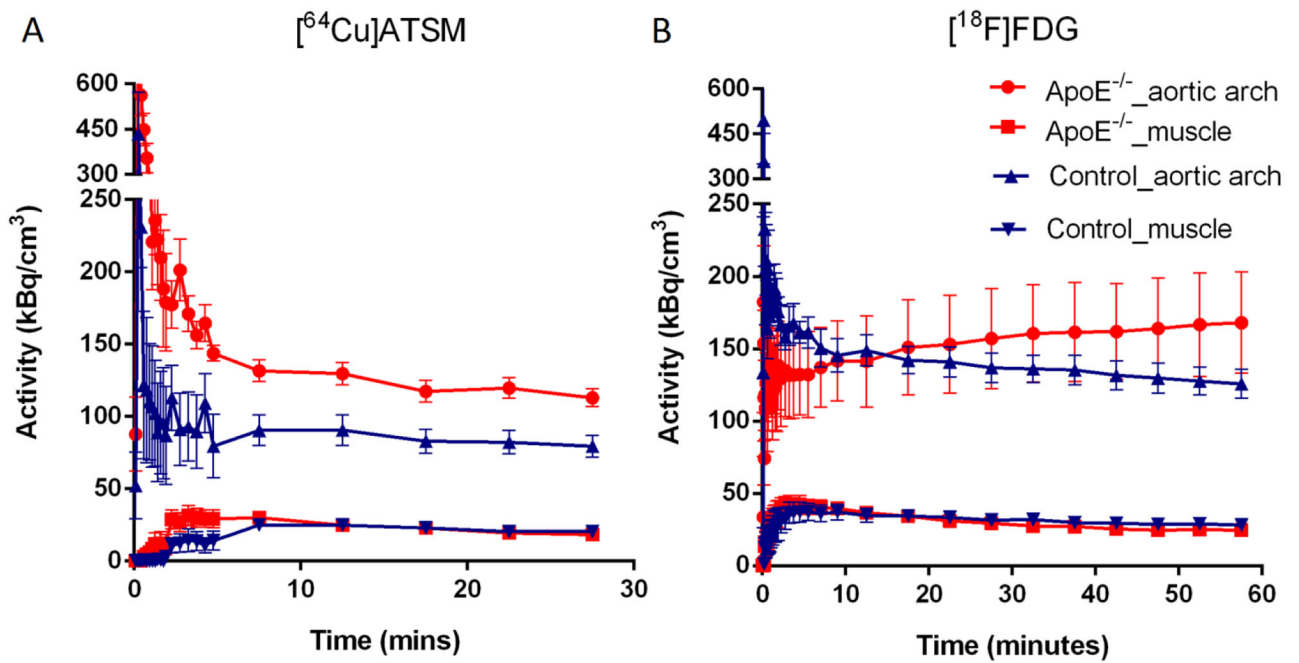 A
[⁶⁴Cu]ATSM
600
450
300
250
200
150
100
50
0
Activity (kBq/cm³)
0
10
20
30
Time (mins)
B
[¹⁸F]FDG
600
450
300
250
200
150
100
50
0
Activity (kBq/cm³)
ApoE⁻/⁻_aortic arch
ApoE⁻/⁻_muscle
Control_aortic arch
Control_muscle
0
10
20
30
40
50
60
Time (minutes)